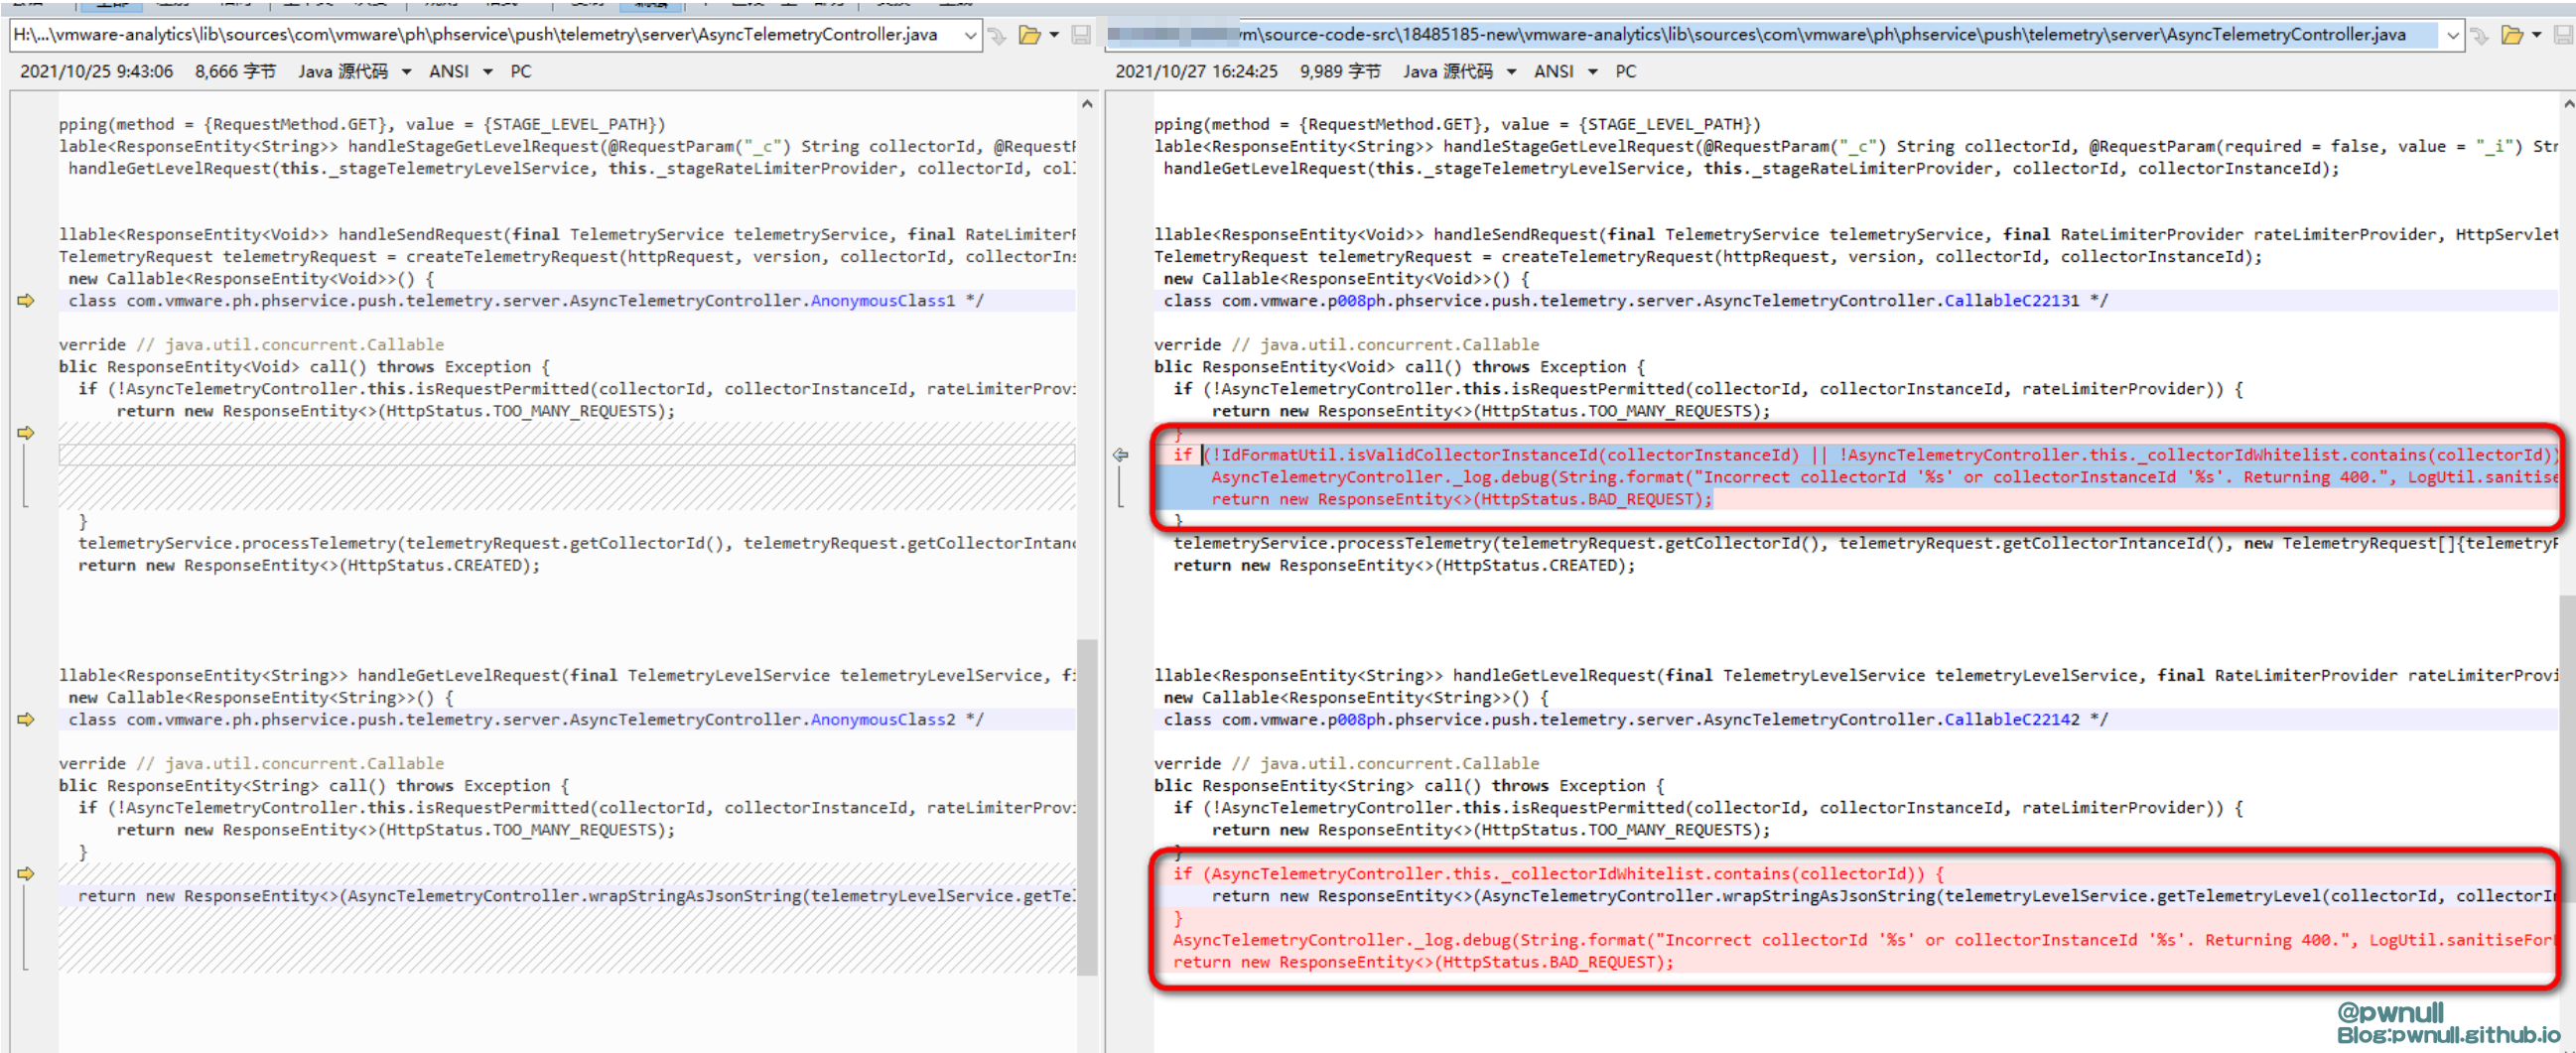 H:\...\vmware-analytics\lib\sources\com\vmware\ph\phservice\push\telemetry\server\AsyncTelemetryController.java
2021/10/25 9:43:06 8,666 字节 Java 源代码 ANSI PC
pping(method = {RequestMethod.GET}, value = {STAGE_LEVEL_PATH})
lable<ResponseEntity<String>> handleStageGetLevelRequest(@RequestParam("_c") String collectorId, @Request
handleGetLevelRequest(this._stageTelemetryLevelService, this._stageRateLimiterProvider, collectorId, col
llable<ResponseEntity<Void>> handleSendRequest(final TelemetryService telemetryService, final RateLimiter
TelemetryRequest telemetryRequest = createTelemetryRequest(httpRequest, version, collectorId, collectorIn
new Callable<ResponseEntity<Void>>() {
class com.vmware.ph.phservice.push.telemetry.server.AsyncTelemetryController.AnonymousClass1 */
verride // java.util.concurrent.Callable
blic ResponseEntity<Void> call() throws Exception {
if (!AsyncTelemetryController.this.isRequestPermitted(collectorId, collectorInstanceId, rateLimiterProvi
return new ResponseEntity<>(HttpStatus.TOO_MANY_REQUESTS);
}
telemetryService.processTelemetry(telemetryRequest.getCollectorId(), telemetryRequest.getCollectorIntanc
return new ResponseEntity<>(HttpStatus.CREATED);
llable<ResponseEntity<String>> handleGetLevelRequest(final TelemetryLevelService telemetryLevelService, fi
new Callable<ResponseEntity<String>>() {
class com.vmware.ph.phservice.push.telemetry.server.AsyncTelemetryController.AnonymousClass2 */
verride // java.util.concurrent.Callable
blic ResponseEntity<String> call() throws Exception {
if (!AsyncTelemetryController.this.isRequestPermitted(collectorId, collectorInstanceId, rateLimiterProvi
return new ResponseEntity<>(HttpStatus.TOO_MANY_REQUESTS);
}
return new ResponseEntity<>(AsyncTelemetryController.wrapStringAsJsonString(telemetryLevelService.getTel
m\source-code-src\18485185-new\vmware-analytics\lib\sources\com\vmware\ph\phservice\push\telemetry\server\AsyncTelemetryController.java
2021/10/27 16:24:25 9,989 字节 Java 源代码 ANSI PC
pping(method = {RequestMethod.GET}, value = {STAGE_LEVEL_PATH})
lable<ResponseEntity<String>> handleStageGetLevelRequest(@RequestParam("_c") String collectorId, @RequestParam(required = false, value = "_i") Str
handleGetLevelRequest(this._stageTelemetryLevelService, this._stageRateLimiterProvider, collectorId, collectorInstanceId);
llable<ResponseEntity<Void>> handleSendRequest(final TelemetryService telemetryService, final RateLimiterProvider rateLimiterProvider, HttpServlet
TelemetryRequest telemetryRequest = createTelemetryRequest(httpRequest, version, collectorId, collectorInstanceId);
new Callable<ResponseEntity<Void>>() {
class com.vmware.p008ph.phservice.push.telemetry.server.AsyncTelemetryController.CallableC22131 */
verride // java.util.concurrent.Callable
blic ResponseEntity<Void> call() throws Exception {
if (!AsyncTelemetryController.this.isRequestPermitted(collectorId, collectorInstanceId, rateLimiterProvider)) {
return new ResponseEntity<>(HttpStatus.TOO_MANY_REQUESTS);
}
if (!IdFormatUtil.isValidCollectorInstanceId(collectorInstanceId) || !AsyncTelemetryController.this._collectorIdWhitelist.contains(collectorId))
AsyncTelemetryController._log.debug(String.format("Incorrect collectorId '%s' or collectorInstanceId '%s'. Returning 400.", LogUtil.sanitise
return new ResponseEntity<>(HttpStatus.BAD_REQUEST);
}
telemetryService.processTelemetry(telemetryRequest.getCollectorId(), telemetryRequest.getCollectorIntanceId(), new TelemetryRequest[]{telemetryR
return new ResponseEntity<>(HttpStatus.CREATED);
llable<ResponseEntity<String>> handleGetLevelRequest(final TelemetryLevelService telemetryLevelService, final RateLimiterProvider rateLimiterProvi
new Callable<ResponseEntity<String>>() {
class com.vmware.p008ph.phservice.push.telemetry.server.AsyncTelemetryController.CallableC22142 */
verride // java.util.concurrent.Callable
blic ResponseEntity<String> call() throws Exception {
if (!AsyncTelemetryController.this.isRequestPermitted(collectorId, collectorInstanceId, rateLimiterProvider)) {
return new ResponseEntity<>(HttpStatus.TOO_MANY_REQUESTS);
}
if (AsyncTelemetryController.this._collectorIdWhitelist.contains(collectorId)) {
return new ResponseEntity<>(AsyncTelemetryController.wrapStringAsJsonString(telemetryLevelService.getTelemetryLevel(collectorId, collectorIn
}
AsyncTelemetryController._log.debug(String.format("Incorrect collectorId '%s' or collectorInstanceId '%s'. Returning 400.", LogUtil.sanitiseFor
return new ResponseEntity<>(HttpStatus.BAD_REQUEST);
@pwnull
Blog:pwnull.github.io